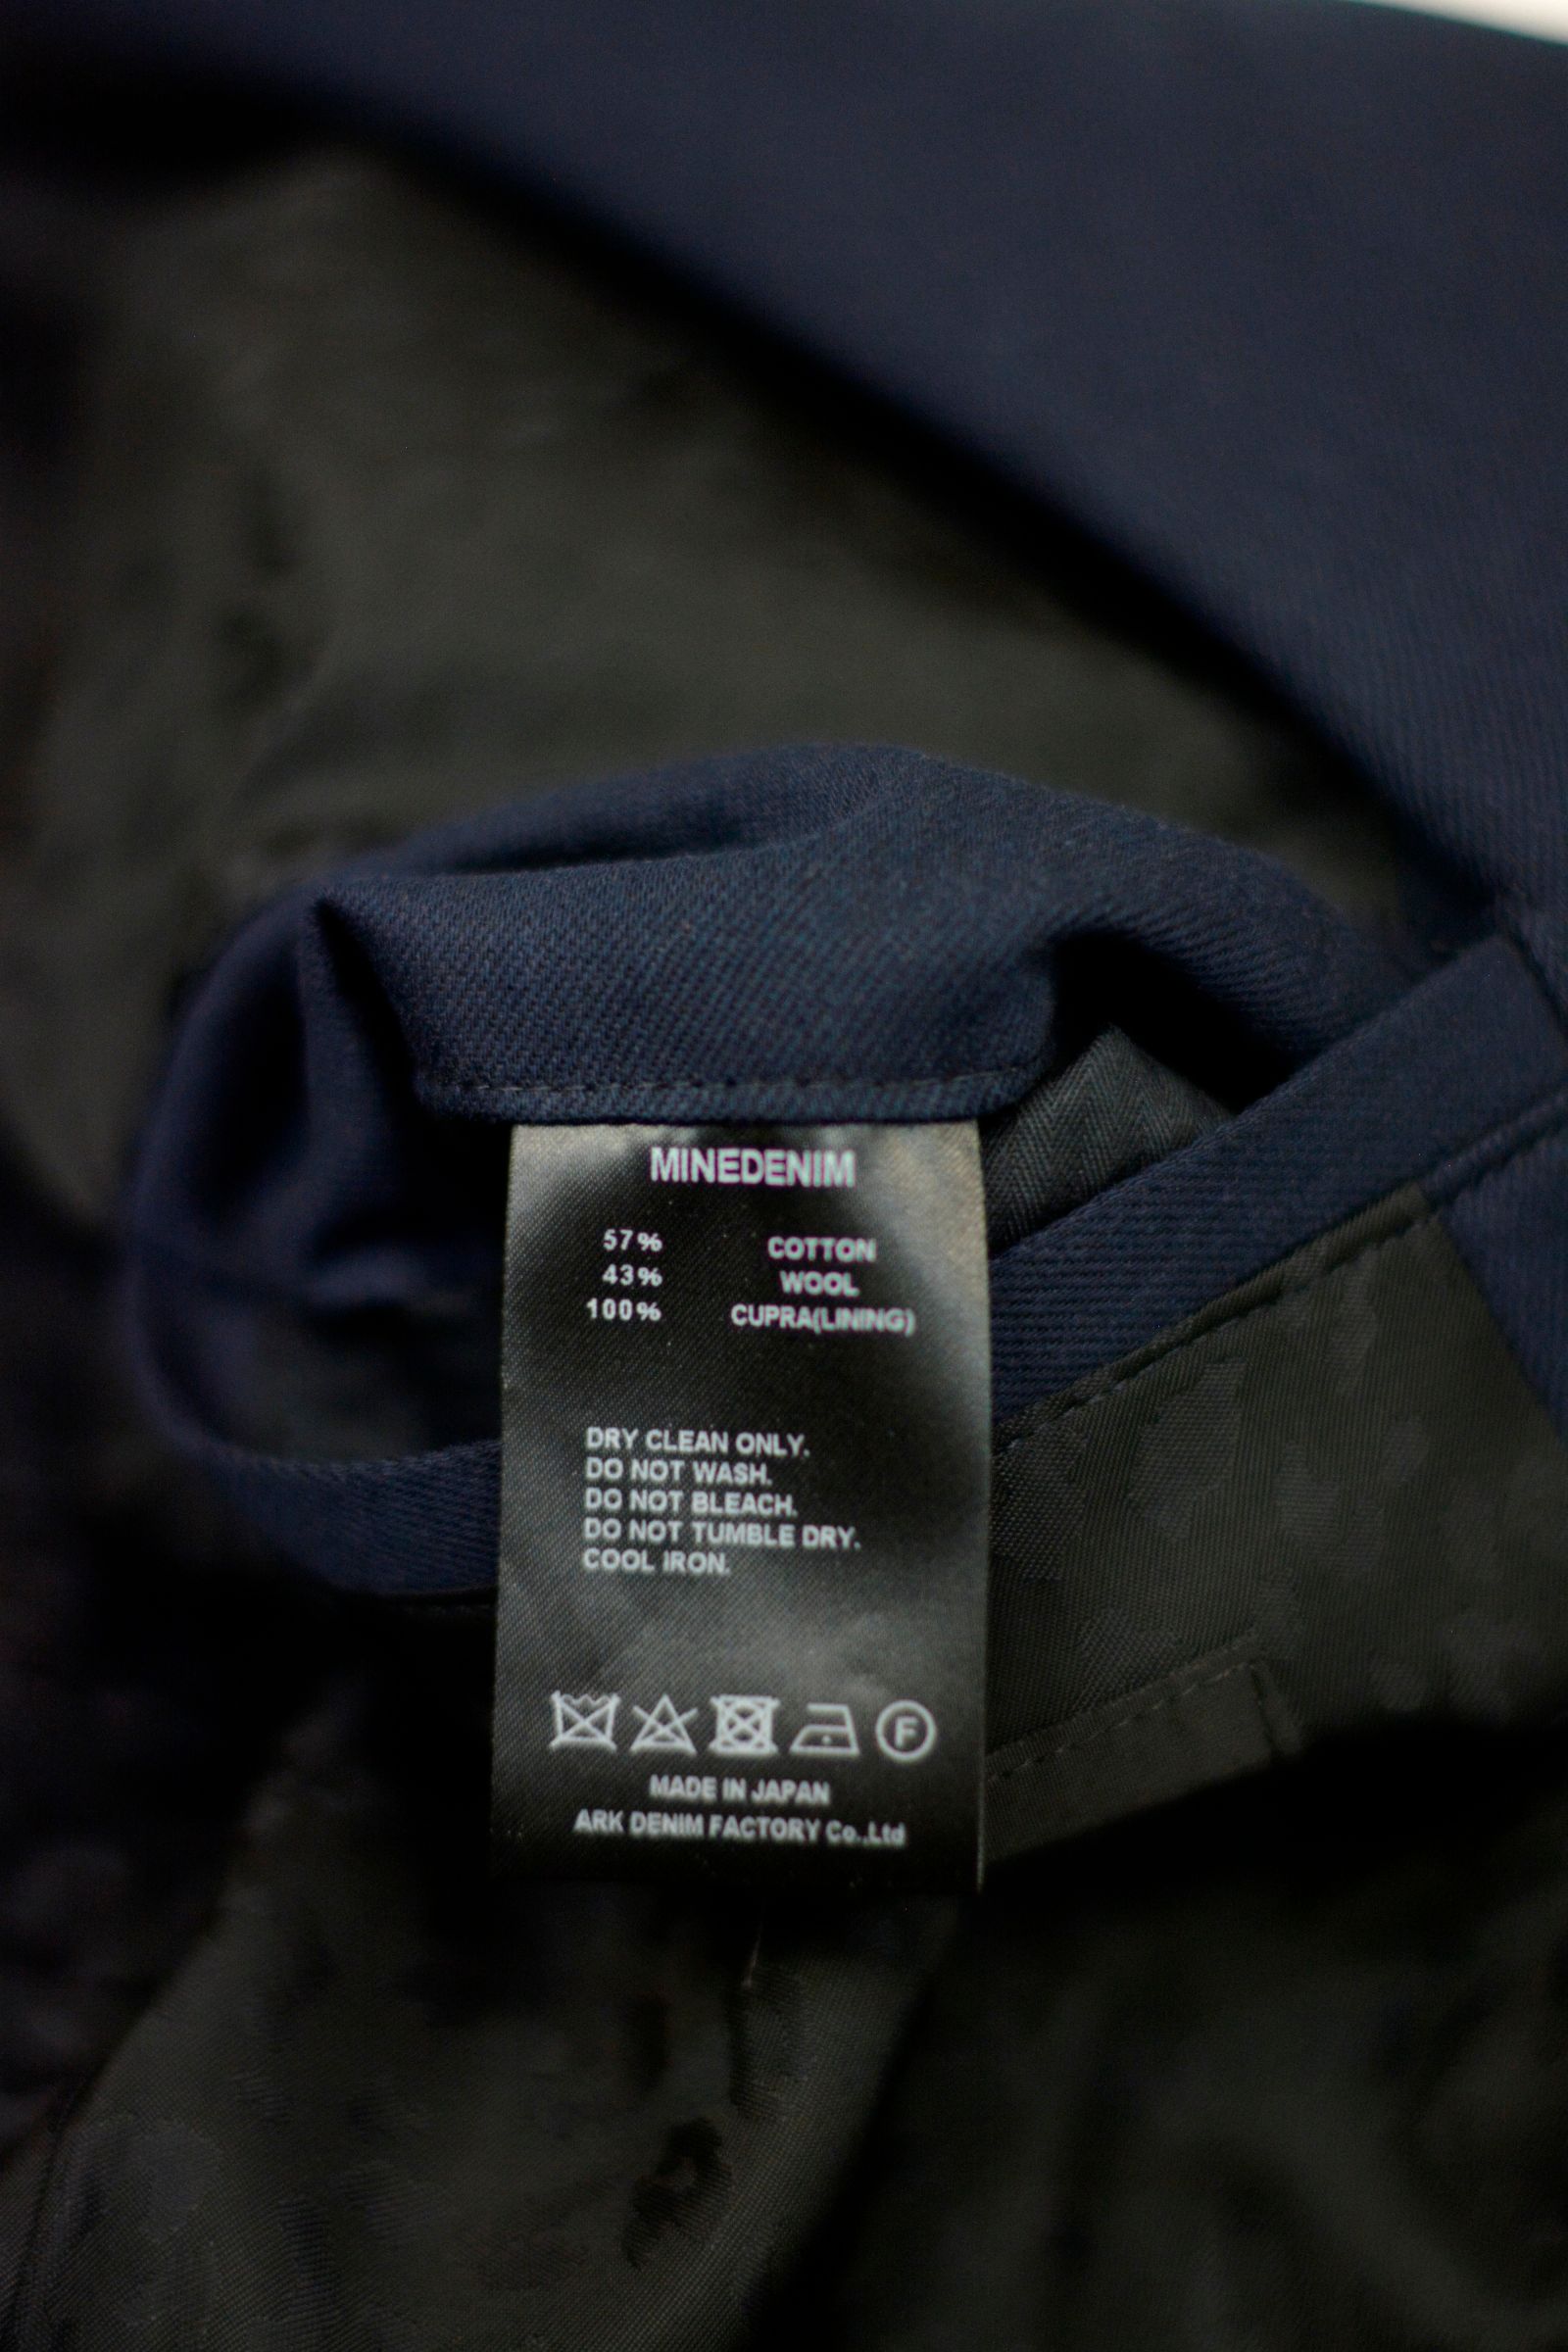 MINEDENIM
57% COTTON
43% WOOL
100% CUPRA(LINING)
DRY CLEAN ONLY.
DO NOT WASH.
DO NOT BLEACH.
DO NOT TUMBLE DRY.
COOL IRON.
F
MADE IN JAPAN
ARK DENIM FACTORY Co.,Ltd